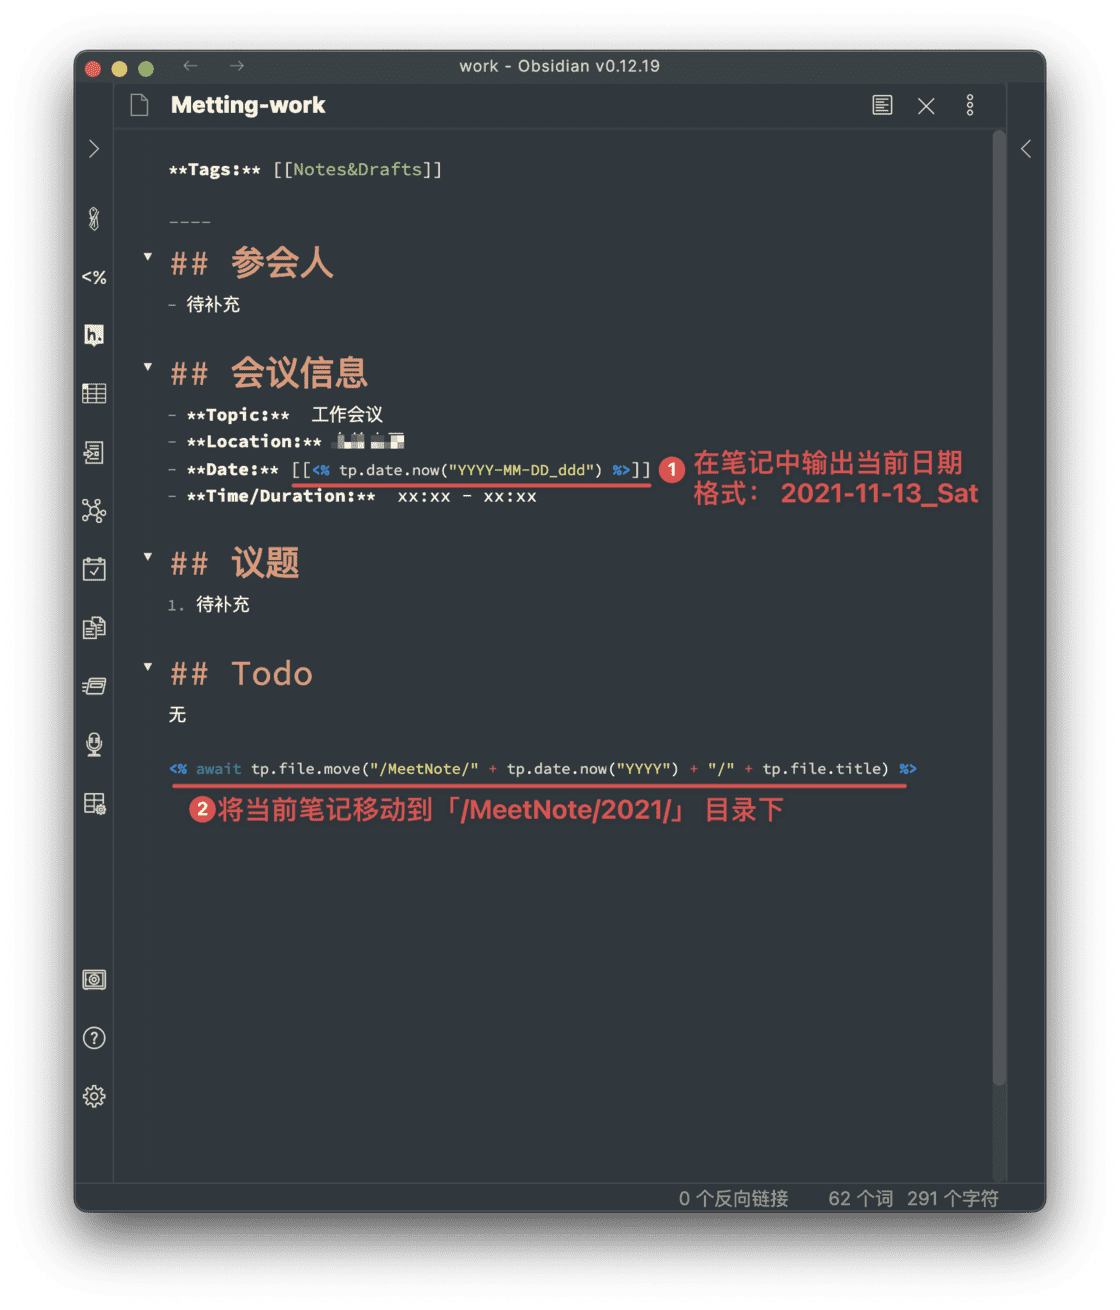 work - Obsidian v0.12.19
Metting-work
**Tags:** [[Notes&Drafts]]
----
## 参会人
- 待补充
## 会议信息
- **Topic:** 工作会议
- **Location:**
- **Date:** [[<% tp.date.now("YYYY-MM-DD_ddd") %>]]
1 在笔记中输出当前日期
格式： 2021-11-13_Sat
- **Time/Duration:** xx:xx - xx:xx
## 议题
1. 待补充
## Todo
无
<% await tp.file.move("/MeetNote/" + tp.date.now("YYYY") + "/" + tp.file.title) %>
2 将当前笔记移动到「/MeetNote/2021/」 目录下
<%
h.
?
0 个反向链接 62 个词 291 个字符